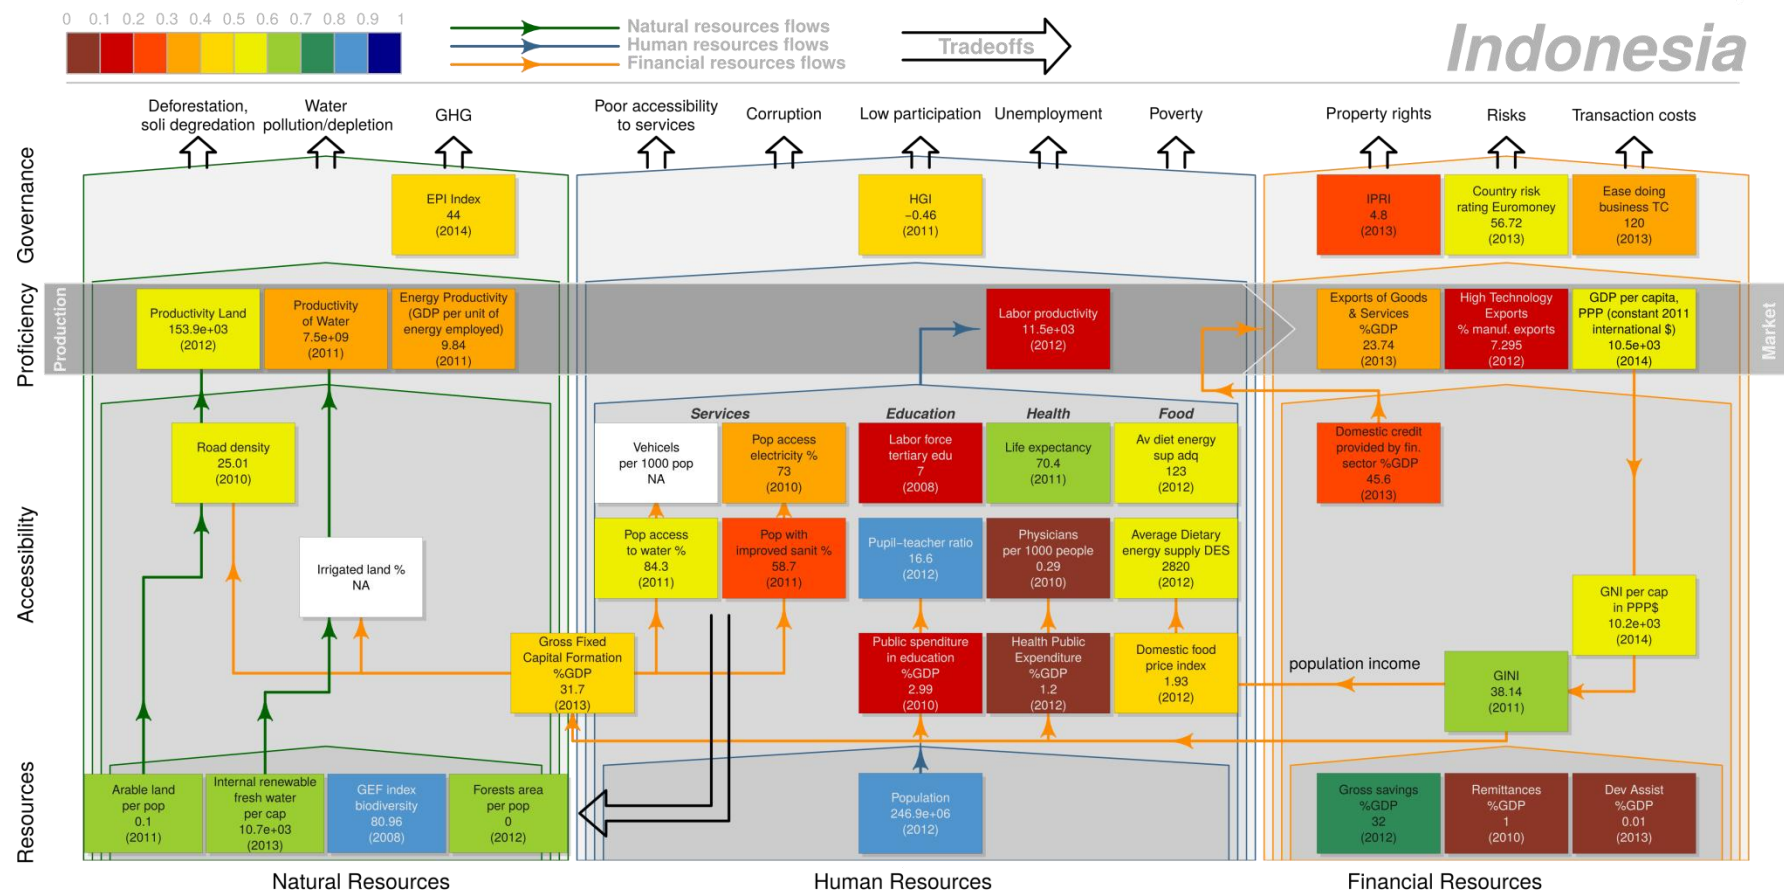 0 0.1 0.2 0.3 0.4 0.5 0.6 0.7 0.8 0.9 1
Natural resources flows
Human resources flows
Financial resources flows
Tradeoffs
Indonesia
Deforestation,
soli degredation
Water
pollution/depletion
GHG
Poor accessibility
to services
Corruption
Low participation
Unemployment
Poverty
Property rights
Risks
Transaction costs
Governance
EPI Index
44
(2014)
HGI
−0.46
(2011)
IPRI
4.8
(2013)
Country risk
rating Euromoney
56.72
(2013)
Ease doing
business TC
120
(2013)
Proficiency
Production
Productivity Land
153.9e+03
(2012)
Productivity
of Water
7.5e+09
(2011)
Energy Productivity
(GDP per unit of
energy employed)
9.84
(2011)
Labor productivity
11.5e+03
(2012)
Exports of Goods
& Services
%GDP
23.74
(2013)
High Technology
Exports
% manuf. exports
7.295
(2012)
GDP per capita,
PPP (constant 2011
international $)
10.5e+03
(2014)
Market
Accessibility
Services
Education
Health
Food
Road density
25.01
(2010)
Vehicels
per 1000 pop
NA
Pop access
electricity %
73
(2010)
Labor force
tertiary edu
7
(2008)
Life expectancy
70.4
(2011)
Av diet energy
sup adq
123
(2012)
Domestic credit
provided by fin.
sector %GDP
45.6
(2013)
Irrigated land %
NA
Pop access
to water %
84.3
(2011)
Pop with
improved sanit %
58.7
(2011)
Pupil−teacher ratio
16.6
(2012)
Physicians
per 1000 people
0.29
(2010)
Average Dietary
energy supply DES
2820
(2012)
GNI per cap
in PPP$
10.2e+03
(2014)
Gross Fixed
Capital Formation
%GDP
31.7
(2013)
Public spenditure
in education
%GDP
2.99
(2010)
Health Public
Expenditure
%GDP
1.2
(2012)
Domestic food
price index
1.93
(2012)
population income
GINI
38.14
(2011)
Resources
Arable land
per pop
0.1
(2011)
Internal renewable
fresh water
per cap
10.7e+03
(2013)
GEF index
biodiversity
80.96
(2008)
Forests area
per pop
0
(2012)
Population
246.9e+06
(2012)
Gross savings
%GDP
32
(2012)
Remittances
%GDP
1
(2010)
Dev Assist
%GDP
0.01
(2013)
Natural Resources
Human Resources
Financial Resources